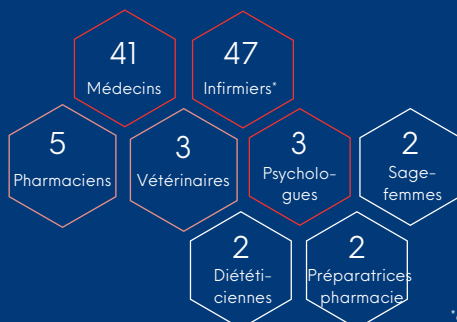 41
Médecins
47
Infirmiers*
5
Pharmaciens
3
Vétérinaires
3
Psycholo-
gues
2
Sage-
femmes
2
Diététi-
ciennes
2
Préparatrices
pharmacie